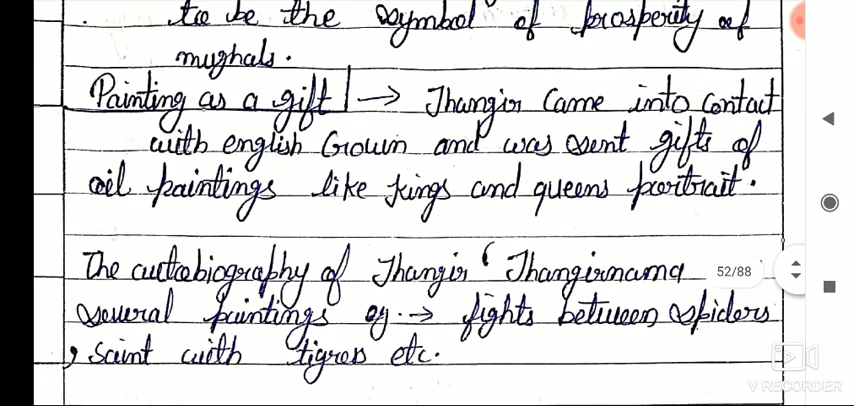 . to be the symbol of prosperity of
mughals.
Painting as a gift → Jhangir came into contact
with english Crown and was sent gifts of
oil paintings like kings and queens portrait.
The autobiography of Jhangir ( Jhangirnama
52/88
several paintings eg. → fights between spiders
, saint with tigress etc.
V RECORDER